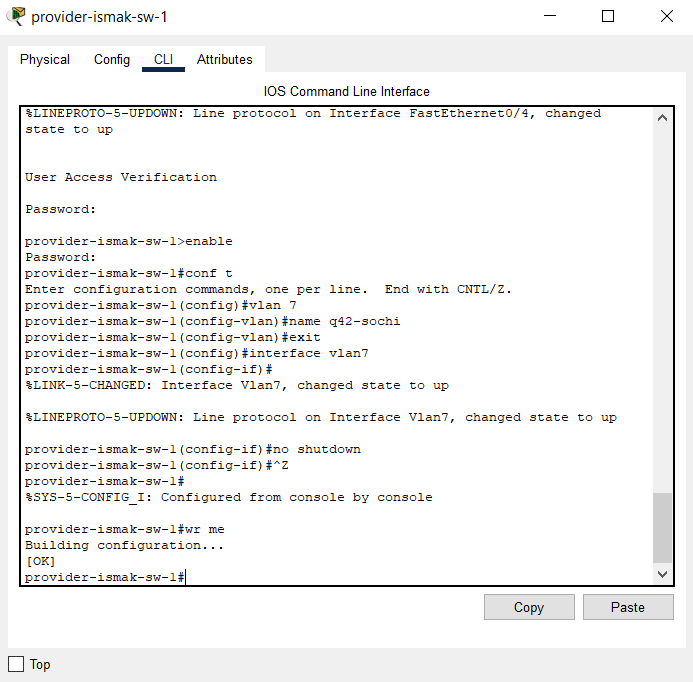 provider-ismak-sw-1
Physical Config CLI Attributes
IOS Command Line Interface
%LINEPROTO-5-UPDOWN: Line protocol on Interface FastEthernet0/4, changed
state to up
User Access Verification
Password:
provider-ismak-sw-1>enable
Password:
provider-ismak-sw-1#conf t
Enter configuration commands, one per line.  End with CNTL/Z.
provider-ismak-sw-1(config)#vlan 7
provider-ismak-sw-1(config-vlan)#name q42-sochi
provider-ismak-sw-1(config-vlan)#exit
provider-ismak-sw-1(config)#interface vlan7
provider-ismak-sw-1(config-if)#
%LINK-5-CHANGED: Interface Vlan7, changed state to up
%LINEPROTO-5-UPDOWN: Line protocol on Interface Vlan7, changed state to up
provider-ismak-sw-1(config-if)#no shutdown
provider-ismak-sw-1(config-if)#^Z
provider-ismak-sw-1#
%SYS-5-CONFIG_I: Configured from console by console
provider-ismak-sw-1#wr me
Building configuration...
[OK]
provider-ismak-sw-1#
Copy Paste
Top